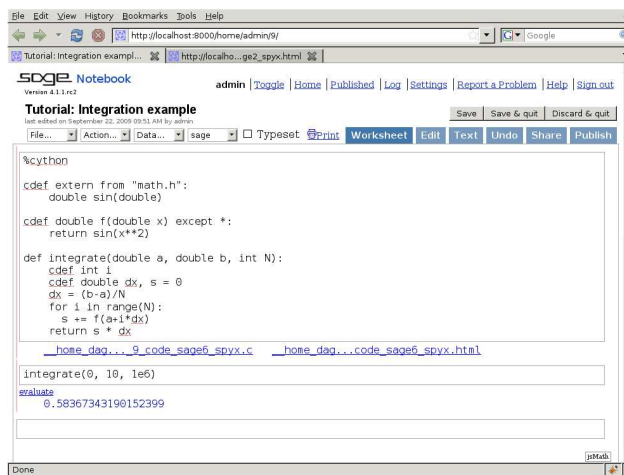 File Edit View History Bookmarks Tools Help
http://localhost:8000/home/admin/9/
Google
Tutorial: Integration exampl...
http://localho...ge2_spyx.html
sage Notebook
Version 4.1.1.rc2
admin | Toggle | Home | Published | Log | Settings | Report a Problem | Help | Sign out
Tutorial: Integration example
last edited on September 22, 2009 09:51 AM by admin
Save Save & quit Discard & quit
File... Action... Data... sage Typeset Print Worksheet Edit Text Undo Share Publish
%cython
cdef extern from "math.h":
    double sin(double)
cdef double f(double x) except *:
    return sin(x**2)
def integrate(double a, double b, int N):
    cdef int i
    cdef double dx, s = 0
    dx = (b-a)/N
    for i in range(N):
      s += f(a+i*dx)
    return s * dx
__home_dag..._9_code_sage6_spyx.c __home_dag...code_sage6_spyx.html
integrate(0, 10, 1e6)
evaluate
0.58367343190152399
jsMath
Done